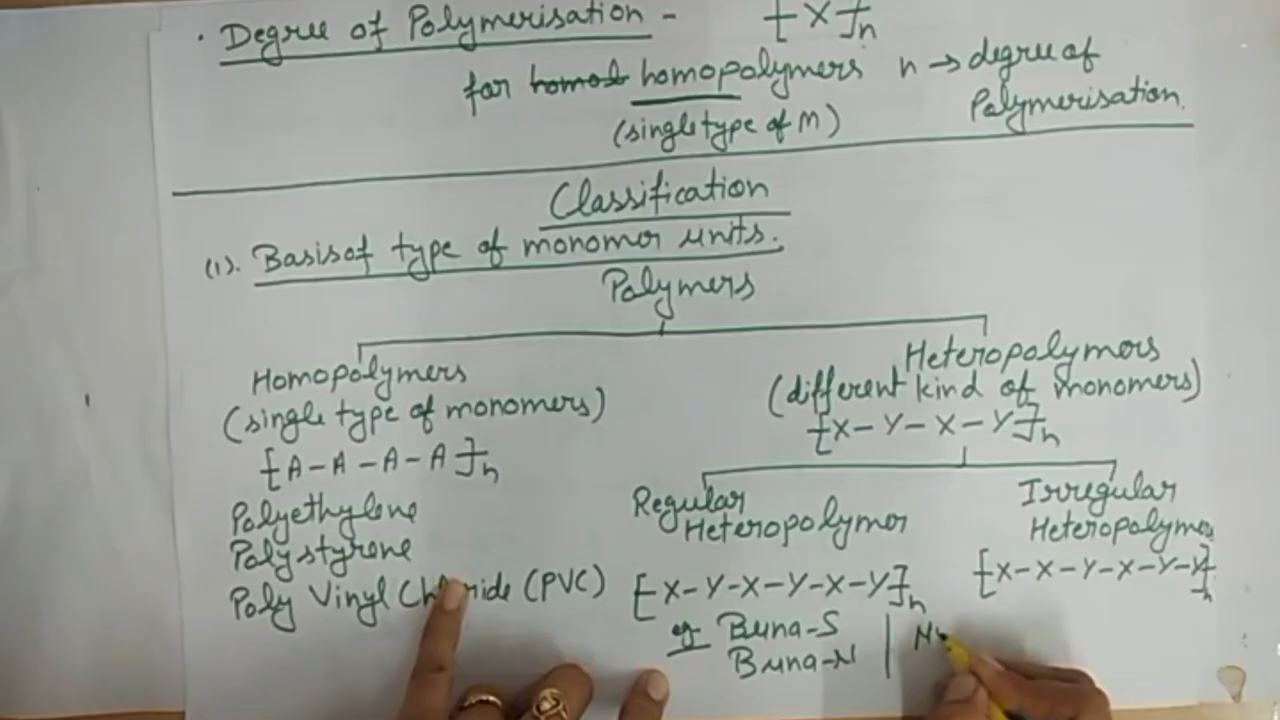 · Degree of Polymerisation - [X]n
for homopolymers n → degree of Polymerisation.
(single type of M)
Classification
(1). Basis of type of monomer units.
Polymers
Homopolymers
(single type of monomers)
[A-A-A-A]n
Polyethylene
Polystyrene
Poly Vinyl Chloride (PVC)
Heteropolymers
(different kind of monomers)
[X-Y-X-Y]n
Regular
Heteropolymer
[X-Y-X-Y-X-Y]n
eg Buna-S
Buna-N
Irregular
Heteropolymer
[X-X-Y-X-Y-Y]n